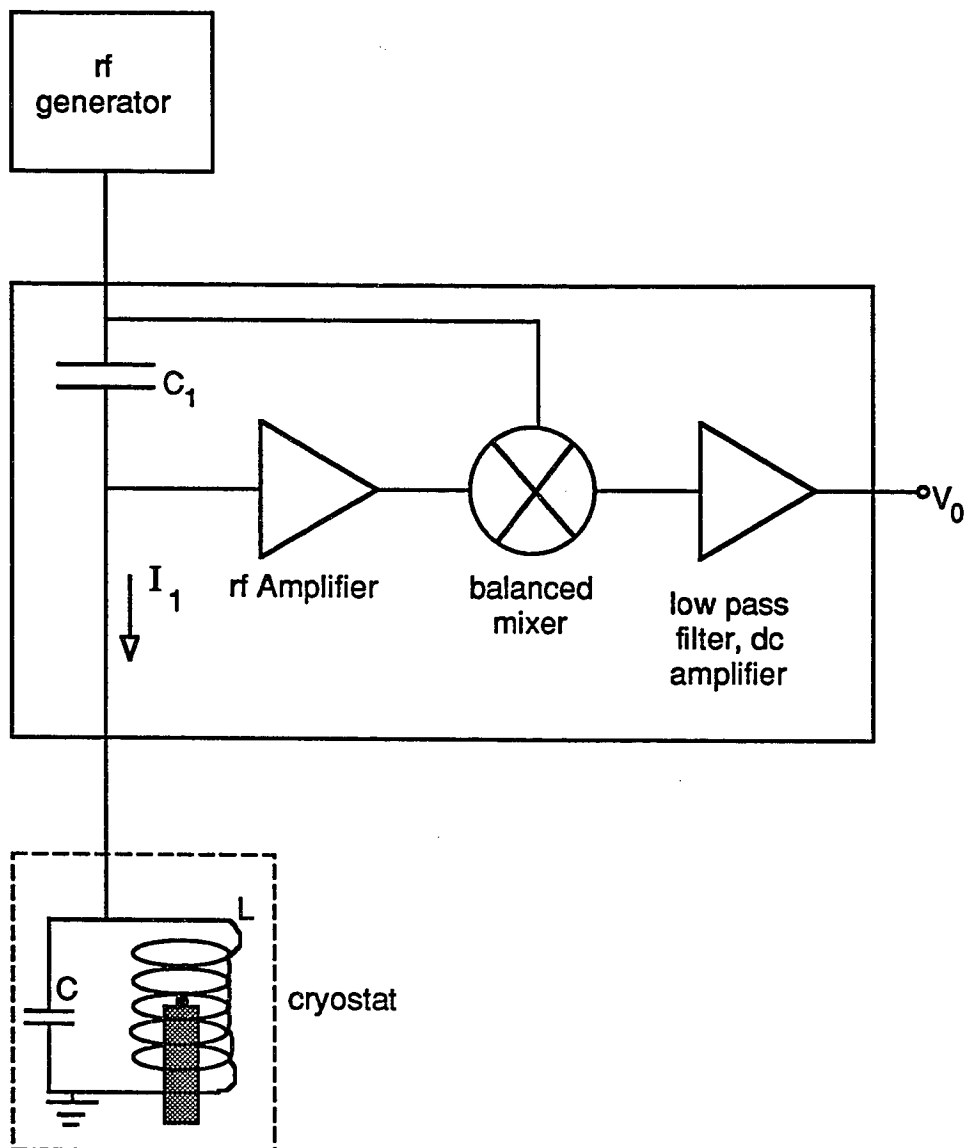 rf
generator
C1
I1
rf Amplifier
balanced
mixer
low pass
filter, dc
amplifier
V0
L
C
cryostat